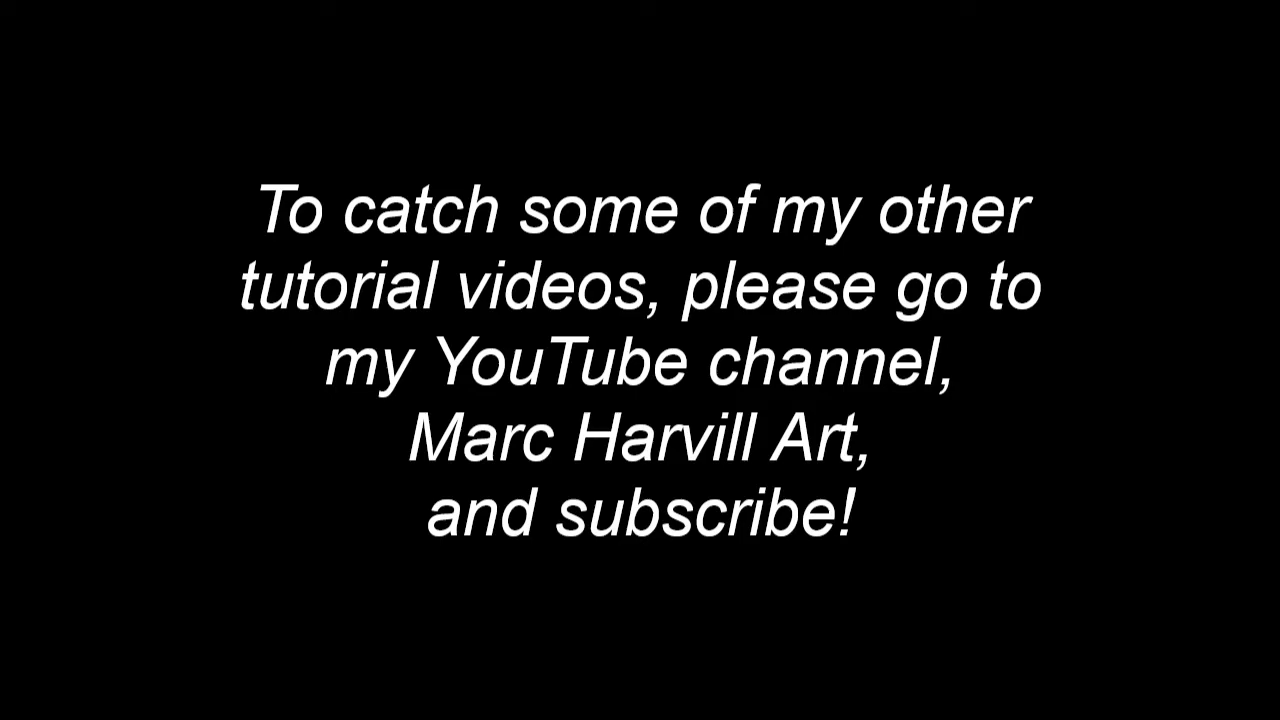 To catch some of my other
tutorial videos, please go to
my YouTube channel,
Marc Harvill Art,
and subscribe!